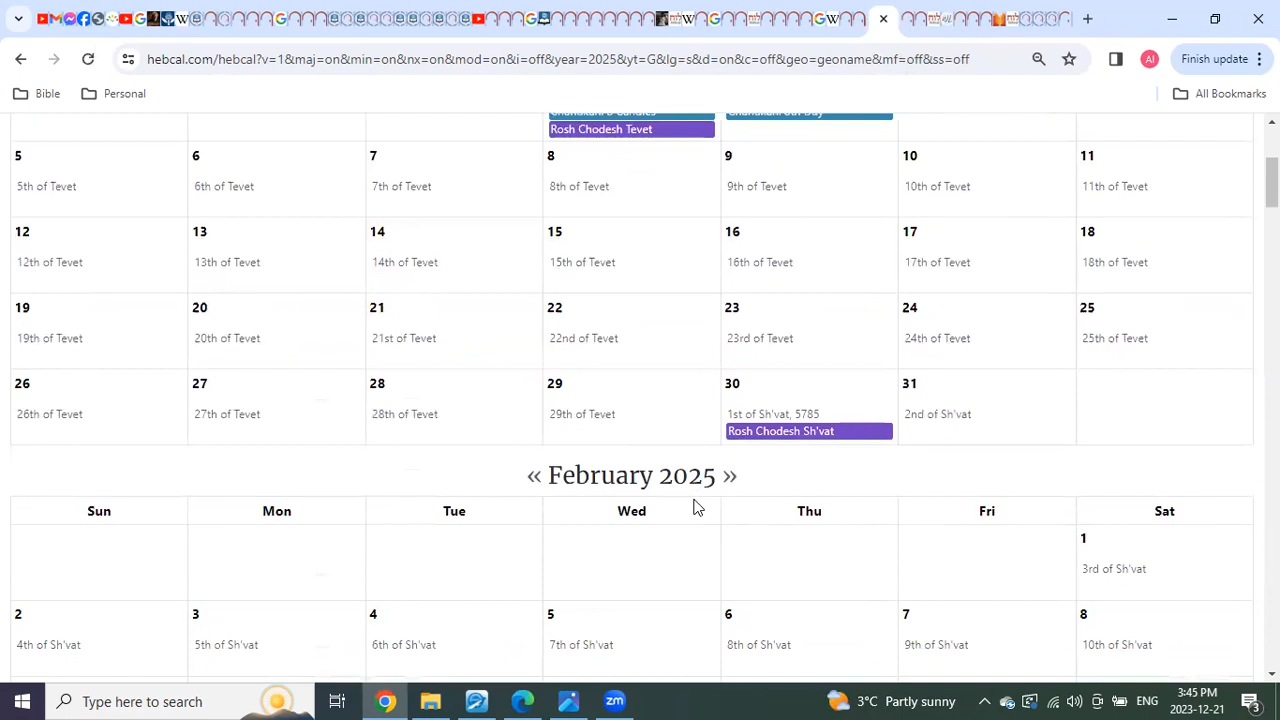 hebcal.com/hebcal?v=1&maj=on&min=on&nx=on&mod=on&i=off&year=2025&yt=G&lg=s&d=on&c=off&geo=geoname&mf=off&ss=off
AI
Finish update
Bible
Personal
All Bookmarks
Rosh Chodesh Tevet
5 6 7 8 9 10 11
5th of Tevet 6th of Tevet 7th of Tevet 8th of Tevet 9th of Tevet 10th of Tevet 11th of Tevet
12 13 14 15 16 17 18
12th of Tevet 13th of Tevet 14th of Tevet 15th of Tevet 16th of Tevet 17th of Tevet 18th of Tevet
19 20 21 22 23 24 25
19th of Tevet 20th of Tevet 21st of Tevet 22nd of Tevet 23rd of Tevet 24th of Tevet 25th of Tevet
26 27 28 29 30 31
26th of Tevet 27th of Tevet 28th of Tevet 29th of Tevet 1st of Sh'vat, 5785 2nd of Sh'vat
Rosh Chodesh Sh'vat
« February 2025 »
Sun Mon Tue Wed Thu Fri Sat
1
3rd of Sh'vat
2 3 4 5 6 7 8
4th of Sh'vat 5th of Sh'vat 6th of Sh'vat 7th of Sh'vat 8th of Sh'vat 9th of Sh'vat 10th of Sh'vat
Type here to search
zm
3°C Partly sunny
ENG
3:45 PM
2023-12-21
3